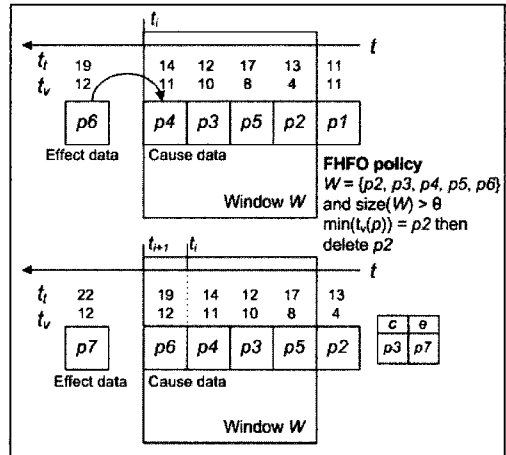 t_i
t
t_t 19 14 12 17 13 11
t_v 12 11 10 8 4 11
p6 p4 p3 p5 p2 p1
Effect data Cause data
Window W
FHFO policy
W = {p2, p3, p4, p5, p6}
and size(W) > θ
min(t_v(p)) = p2 then
delete p2
t_{i+1} t_i
t
t_t 22 19 14 12 17 13
t_v 12 12 11 10 8 4
c e
p7 p6 p4 p3 p5 p2 p3 p7
Effect data Cause data
Window W